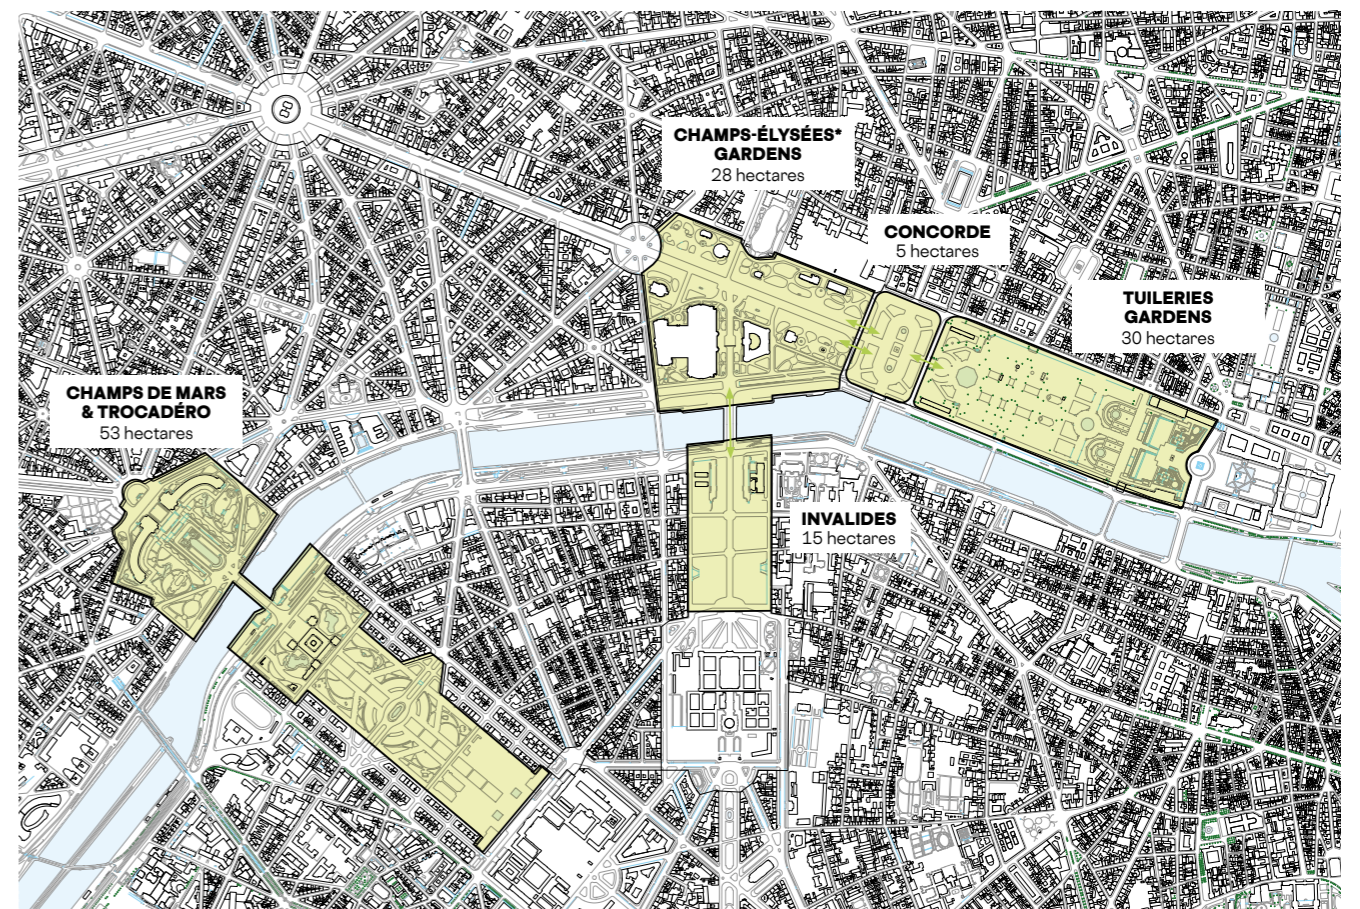 CHAMPS-ÉLYSÉES*
GARDENS
28 hectares
CONCORDE
5 hectares
TUILERIES
GARDENS
30 hectares
CHAMPS DE MARS
& TROCADÉRO
53 hectares
INVALIDES
15 hectares